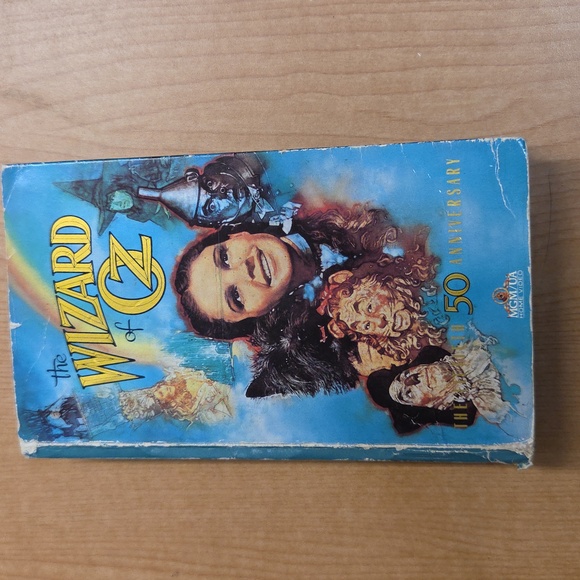 the
WIZARD
of OZ
THE
50 ANNIVERSARY
MGM/UA
HOME VIDEO